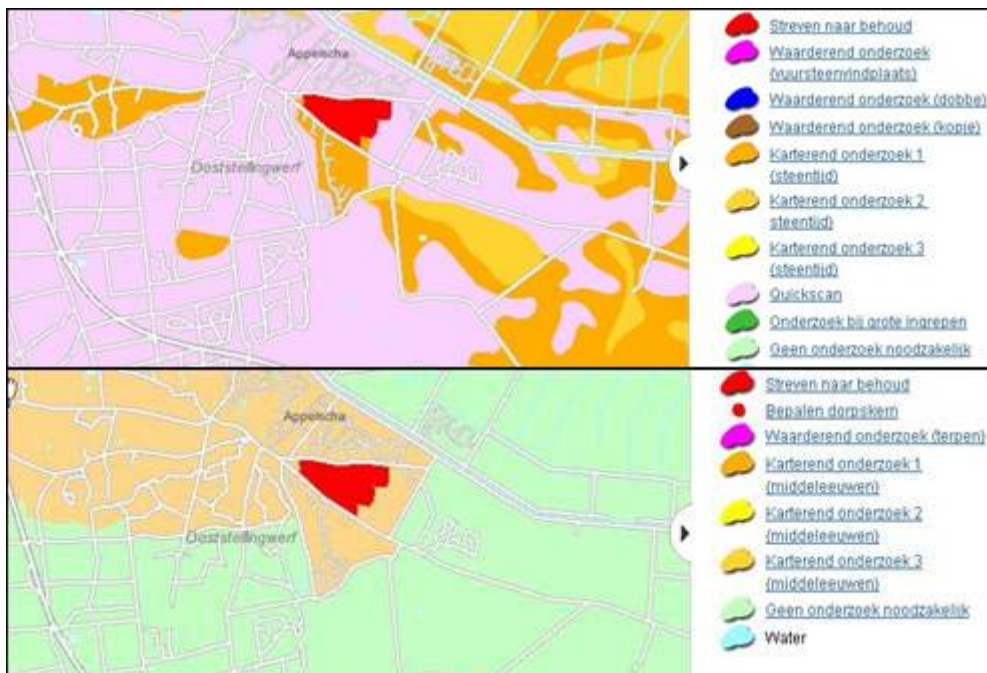 Appelscha
Ooststellingwerf
Streven naar behoud
Waarderend onderzoek
(vuursteenvindplaats)
Waarderend onderzoek (dobbe)
Waarderend onderzoek (kopje)
Karterend onderzoek 1
(steentijd)
Karterend onderzoek 2
steentijd)
Karterend onderzoek 3
(steentijd)
Quickscan
Onderzoek bij grote ingrepen
Geen onderzoek noodzakelijk
Appelscha
Ooststellingwerf
Streven naar behoud
Bepalen dorpskern
Waarderend onderzoek (terpen)
Karterend onderzoek 1
(middeleeuwen)
Karterend onderzoek 2
(middeleeuwen)
Karterend onderzoek 3
(middeleeuwen)
Geen onderzoek noodzakelijk
Water